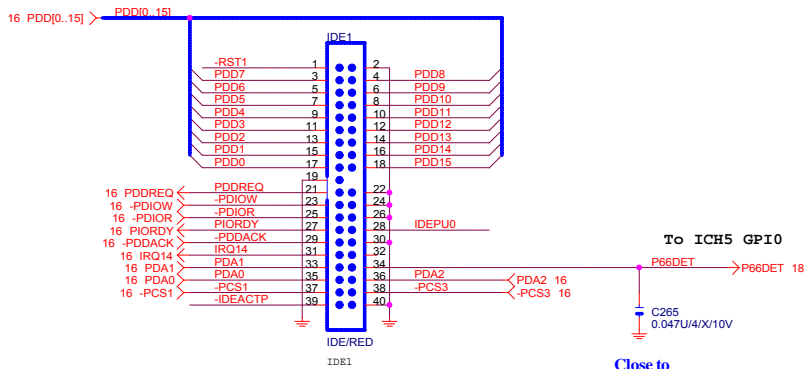 16 PDD[0..15] PDD[0..15]
IDE1
-RST1 1 2
PDD7 3 4 PDD8
PDD6 5 6 PDD9
PDD5 7 8 PDD10
PDD4 9 10 PDD11
PDD3 11 12 PDD12
PDD2 13 14 PDD13
PDD1 15 16 PDD14
PDD0 17 18 PDD15
19
16 PDDREQ PDDREQ 21 22
16 -PDIOW -PDIOW 23 24
16 -PDIOR -PDIOR 25 26
16 PIORDY PIORDY 27 28 IDEPU0
16 -PDDACK -PDDACK 29 30
To ICH5 GPI0
16 IRQ14 IRQ14 31 32
16 PDA1 PDA1 33 34 P66DET P66DET 18
16 PDA0 PDA0 35 36 PDA2 PDA2 16
16 -PCS1 -PCS1 37 38 -PCS3 -PCS3 16
-IDEACTP 39 40
C265
0.047U/4/X/10V
IDE/RED
IDE1
Close to